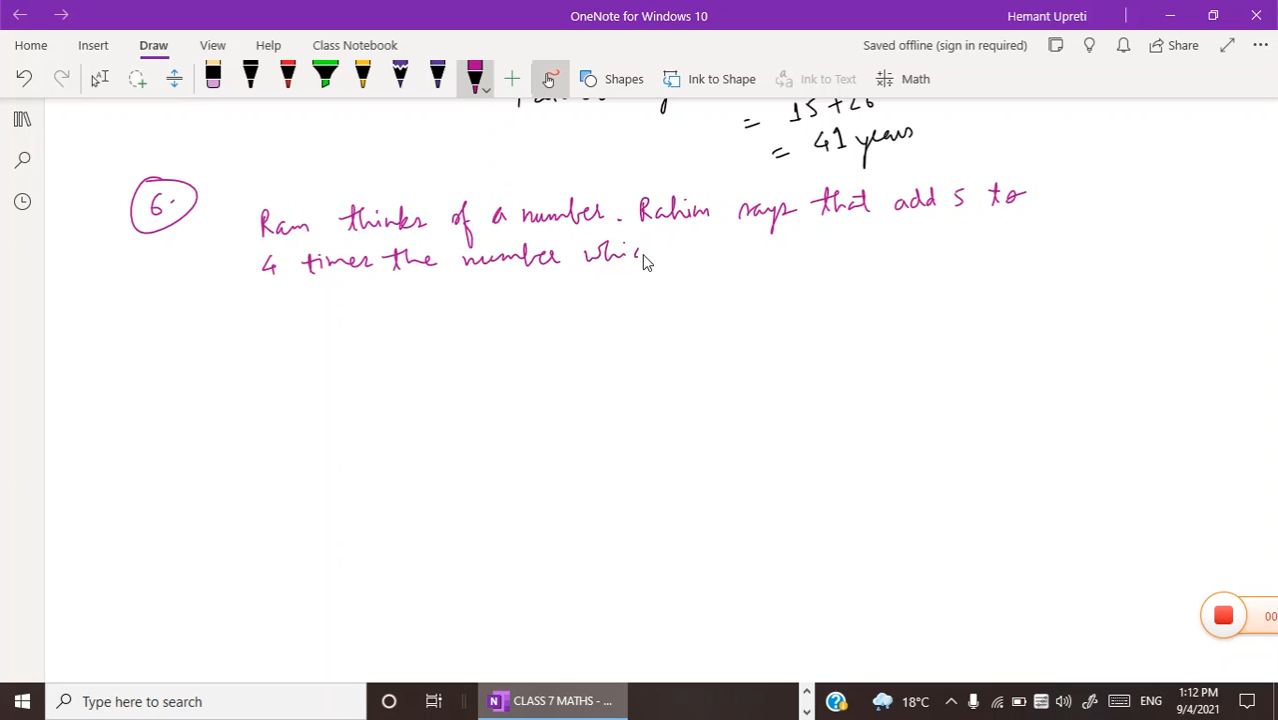 OneNote for Windows 10
Hemant Upreti
Home Insert Draw View Help Class Notebook
Saved offline (sign in required)
Share
Shapes
Ink to Shape
Ink to Text
Math
= 15+26
= 41 years
6. Ram thinks of a number. Rahim says that add 5 to
4 times the number whi
00
Type here to search
CLASS 7 MATHS - ...
18°C
ENG
1:12 PM
9/4/2021